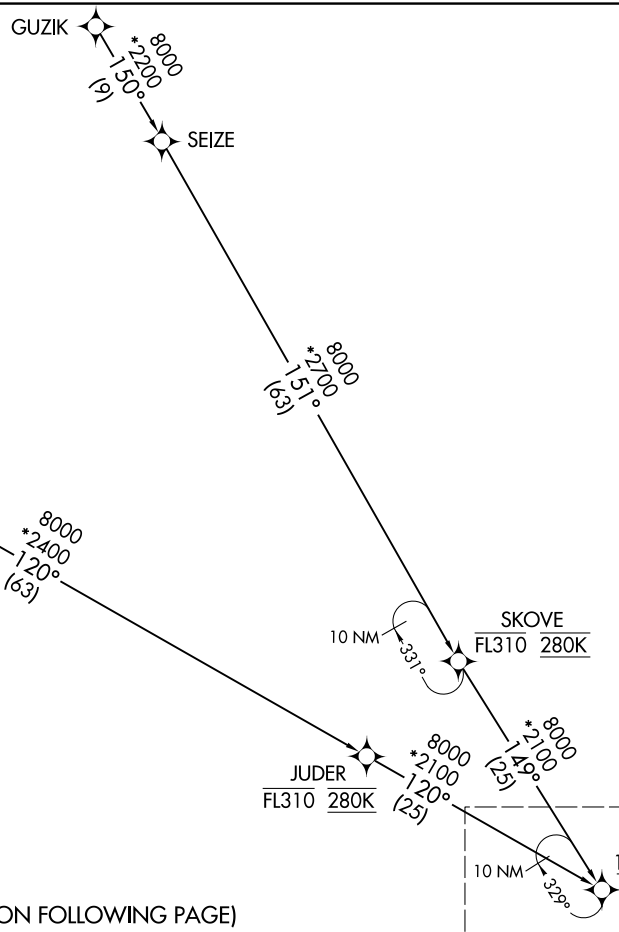 GUZIK
8000
*2200
150°
(9)
SEIZE
8000
*2700
151°
(63)
8000
*2400
120°
(63)
10 NM
331°
SKOVE
FL310 280K
8000
*2100
149°
(25)
JUDER
FL310 280K
8000
*2100
120°
(25)
10 NM
329°
ON FOLLOWING PAGE)